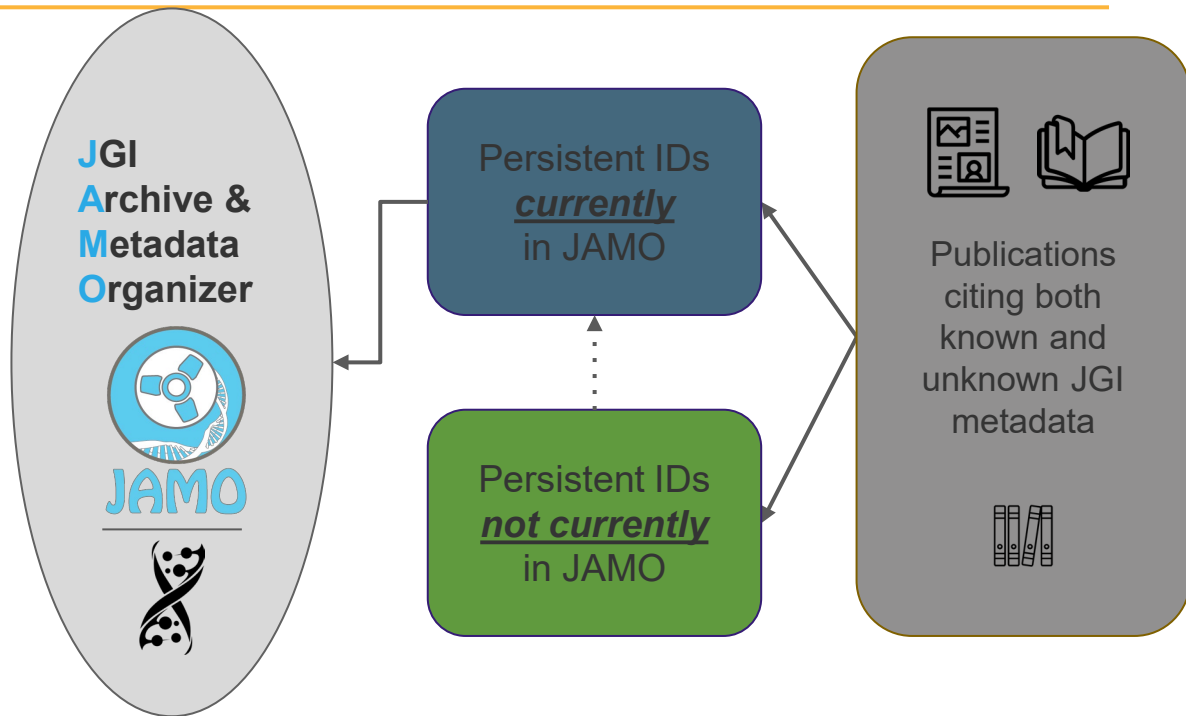 JGI
Archive &
Metadata
Organizer
JAMO
Persistent IDs
currently
in JAMO
Persistent IDs
not currently
in JAMO
Publications
citing both
known and
unknown JGI
metadata